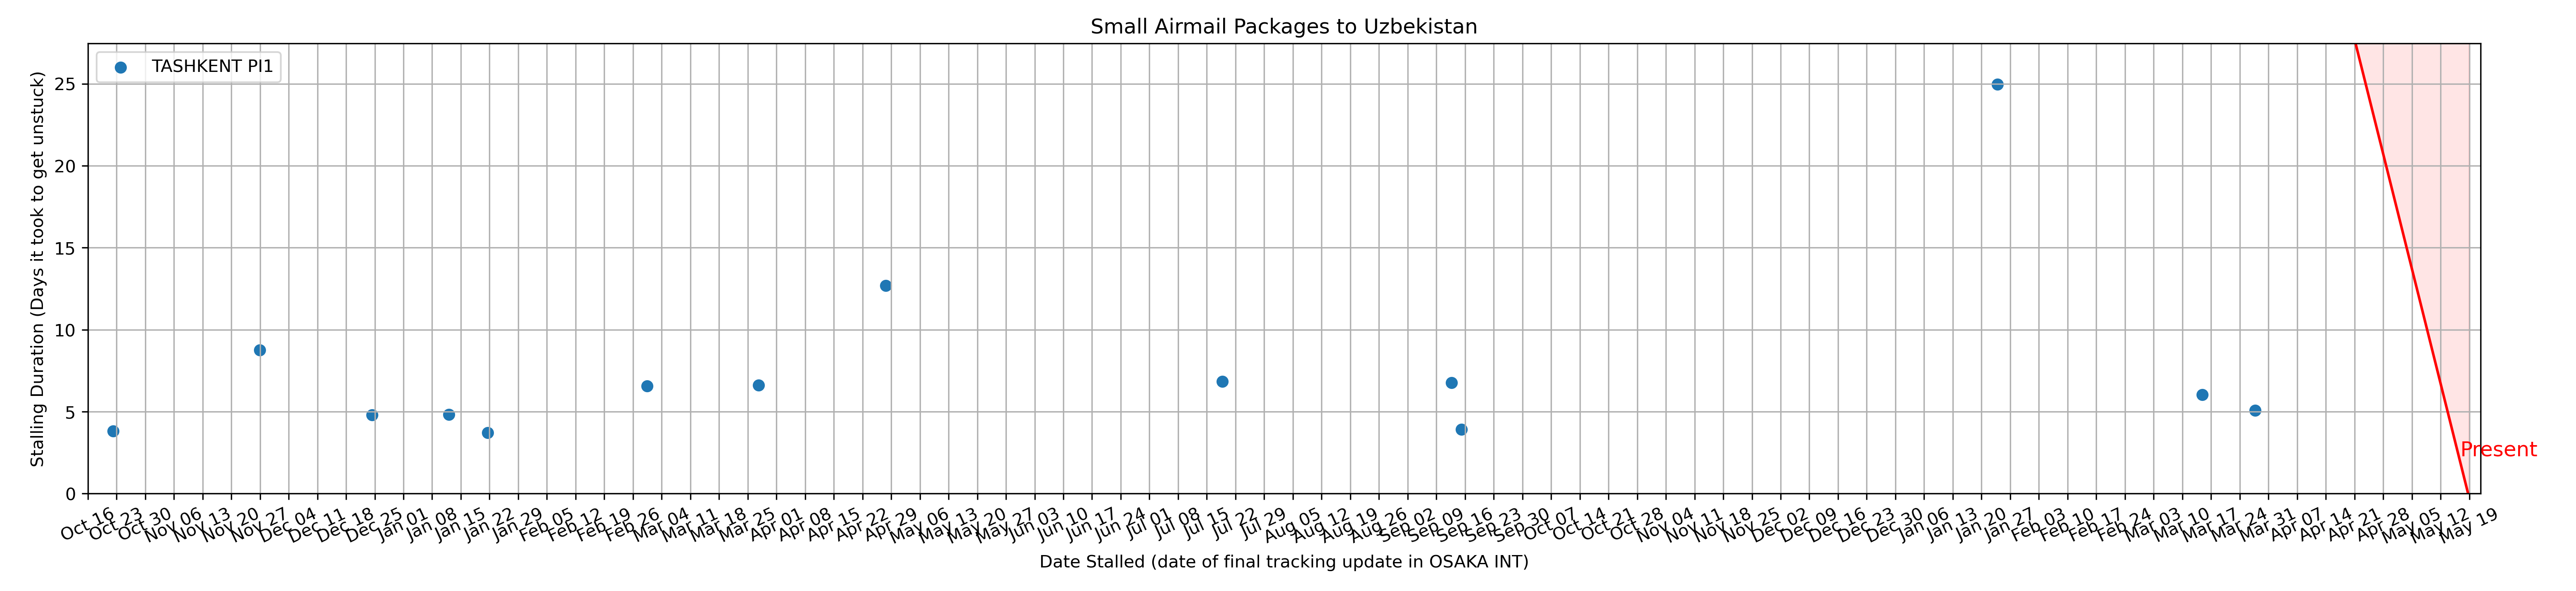 Small Airmail Packages to Uzbekistan
TASHKENT PI1
Stalling Duration (Days it took to get unstuck)
25
20
15
10
5
0
Present
Oct 16 Oct 23 Oct 30 Nov 06 Nov 13 Nov 20 Nov 27 Dec 04 Dec 11 Dec 18 Dec 25 Jan 01 Jan 08 Jan 15 Jan 22 Jan 29 Feb 05 Feb 12 Feb 19 Feb 26 Mar 04 Mar 11 Mar 18 Mar 25 Apr 01 Apr 08 Apr 15 Apr 22 Apr 29 May 06 May 13 May 20 May 27 Jun 03 Jun 10 Jun 17 Jun 24 Jul 01 Jul 08 Jul 15 Jul 22 Jul 29 Aug 05 Aug 12 Aug 19 Aug 26 Sep 02 Sep 09 Sep 16 Sep 23 Sep 30 Oct 07 Oct 14 Oct 21 Oct 28 Nov 04 Nov 11 Nov 18 Nov 25 Dec 02 Dec 09 Dec 16 Dec 23 Dec 30 Jan 06 Jan 13 Jan 20 Jan 27 Feb 03 Feb 10 Feb 17 Feb 24 Mar 03 Mar 10 Mar 17 Mar 24 Mar 31 Apr 07 Apr 14 Apr 21 Apr 28 May 05 May 12 May 19
Date Stalled (date of final tracking update in OSAKA INT)